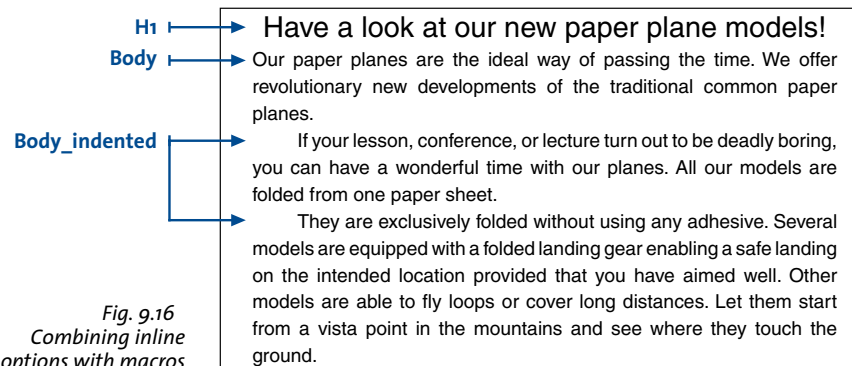 H1
Have a look at our new paper plane models!
Body
Our paper planes are the ideal way of passing the time. We offer
revolutionary new developments of the traditional common paper
planes.
Body_indented
If your lesson, conference, or lecture turn out to be deadly boring,
you can have a wonderful time with our planes. All our models are
folded from one paper sheet.
They are exclusively folded without using any adhesive. Several
models are equipped with a folded landing gear enabling a safe landing
on the intended location provided that you have aimed well. Other
models are able to fly loops or cover long distances. Let them start
from a vista point in the mountains and see where they touch the
ground.
Fig. 9.16
Combining inline
options with macros